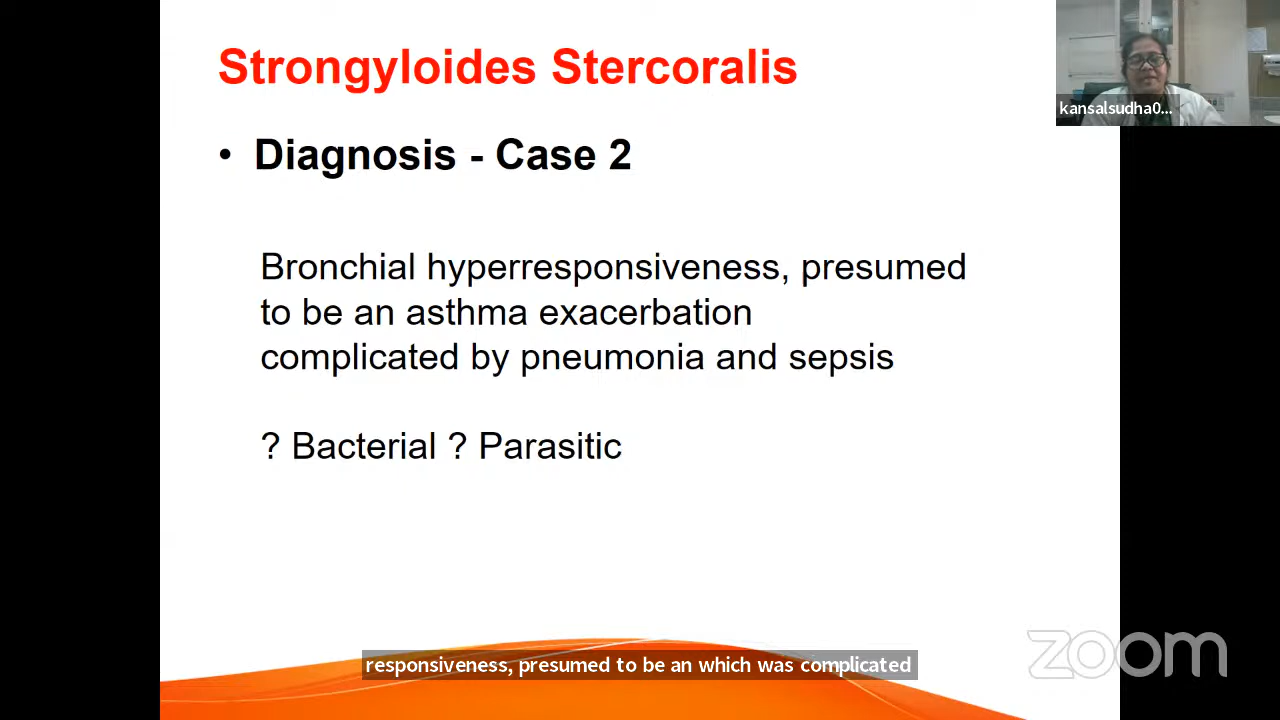 Strongyloides Stercoralis
• Diagnosis - Case 2
Bronchial hyperresponsiveness, presumed
to be an asthma exacerbation
complicated by pneumonia and sepsis
? Bacterial ? Parasitic
kansalsudha0...
responsiveness, presumed to be an which was complicated
zoom